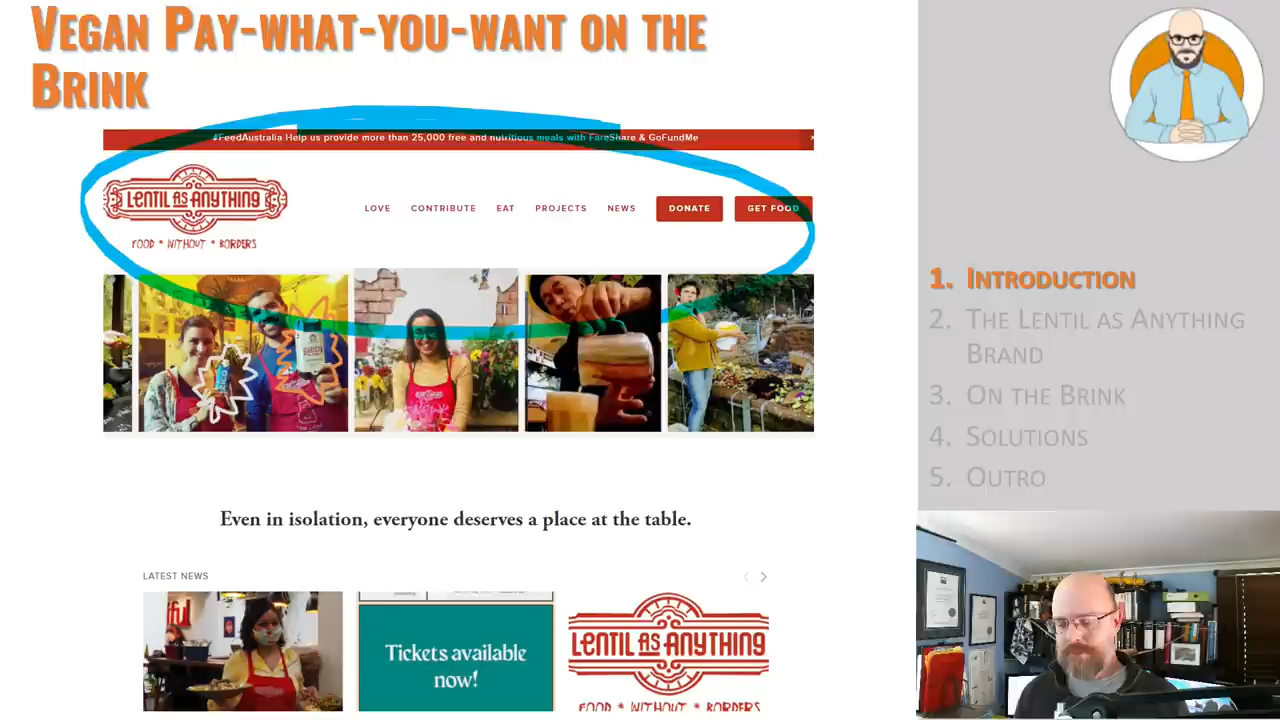 Vegan Pay-what-you-want on the
Brink
#FeedAustralia Help us provide more than 25,000 free and nutritious meals with FareShare & GoFundMe
×
LENTIL AS ANYTHING
FOOD * WITHOUT * BORDERS
LOVE CONTRIBUTE EAT PROJECTS NEWS DONATE GET FOOD
Even in isolation, everyone deserves a place at the table.
LATEST NEWS
Tickets available
now!
LENTIL AS ANYTHING
FOOD * WITHOUT * BORDERS
1. Introduction
2. The Lentil as Anything
Brand
3. On the Brink
4. Solutions
5. Outro